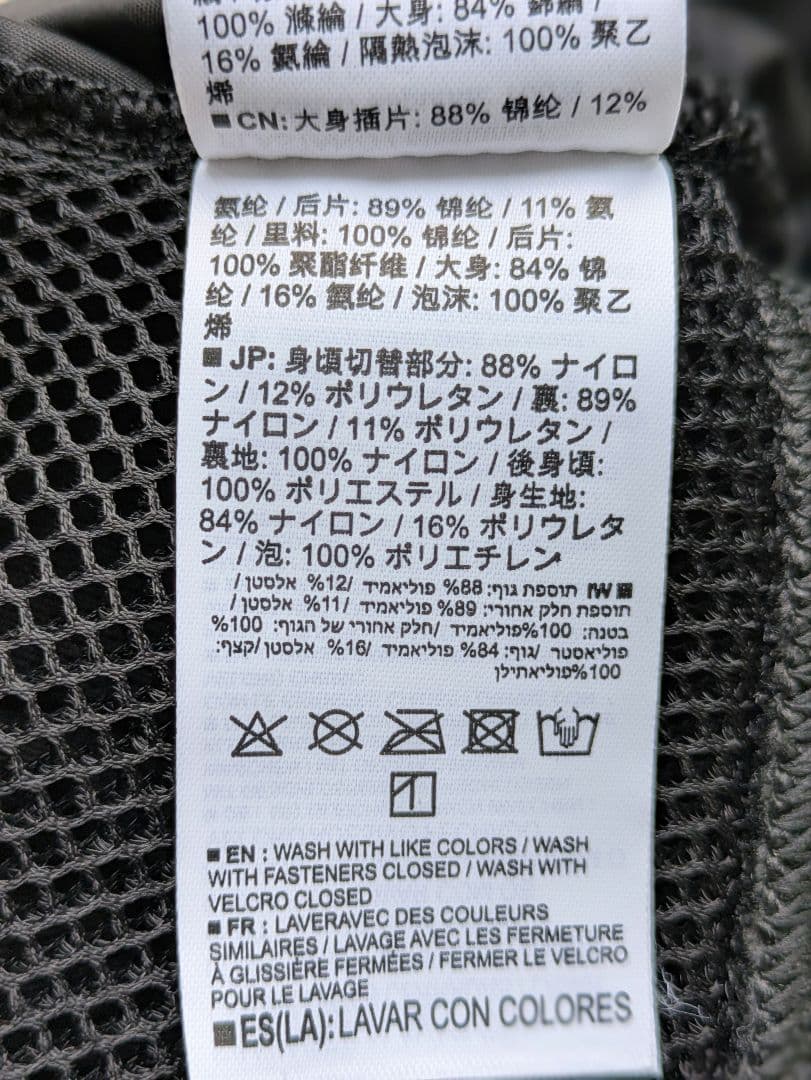 100% 滌綸 / 大身: 84% 錦綸 /
16% 氨綸 / 隔熱泡沫: 100% 聚乙
烯
■CN: 大身插片: 88% 锦纶 / 12%
氨纶 / 后片: 89% 锦纶 / 11% 氨
纶 / 里料: 100% 锦纶 / 后片:
100% 聚酯纤维 / 大身: 84% 锦
纶 / 16% 氨纶 / 泡沫: 100% 聚乙
烯
■ JP: 身頃切替部分: 88% ナイロ
ン / 12% ポリウレタン / 裏: 89%
ナイロン / 11% ポリウレタン /
裏地: 100% ナイロン / 後身頃:
100% ポリエステル / 身生地:
84% ナイロン / 16% ポリウレタ
ン / 泡: 100% ポリエチレン
■ IW תוספת גוף: 88% פוליאמיד /12% אלסטן/
תוספת חלק אחורי: 89% פוליאמיד /11% אלסטן/
בטנה: 100%פוליאמיד /חלק אחורי של הגוף: 100%
פוליאסטר /גוף: 84% פוליאמיד /16% אלסטן/קצף:
100%פוליאתילן
■ EN : WASH WITH LIKE COLORS / WASH
WITH FASTENERS CLOSED / WASH WITH
VELCRO CLOSED
■ FR : LAVERAVEC DES COULEURS
SIMILAIRES / LAVAGE AVEC LES FERMETURE
À GLISSIÈRE FERMÉES / FERMER LE VELCRO
POUR LE LAVAGE
■ES(LA):LAVAR CON COLORES